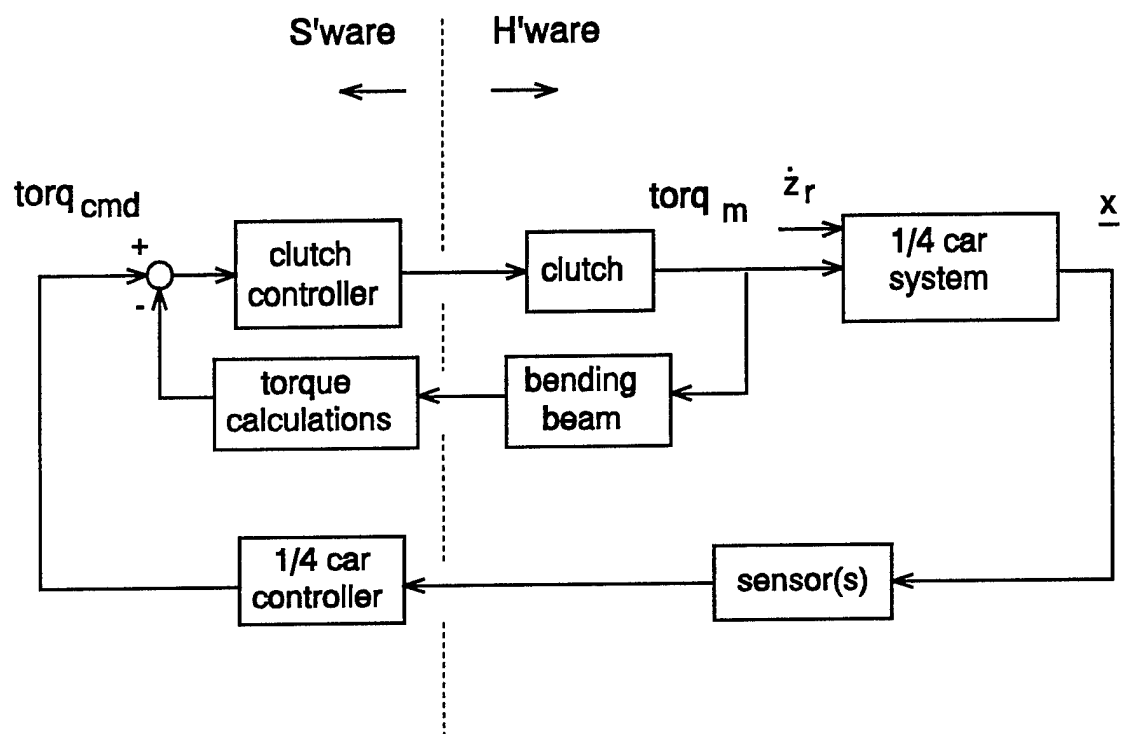 S'ware
H'ware
torq cmd
torq m
ż r
x
+
-
clutch
controller
clutch
1/4 car
system
torque
calculations
bending
beam
1/4 car
controller
sensor(s)